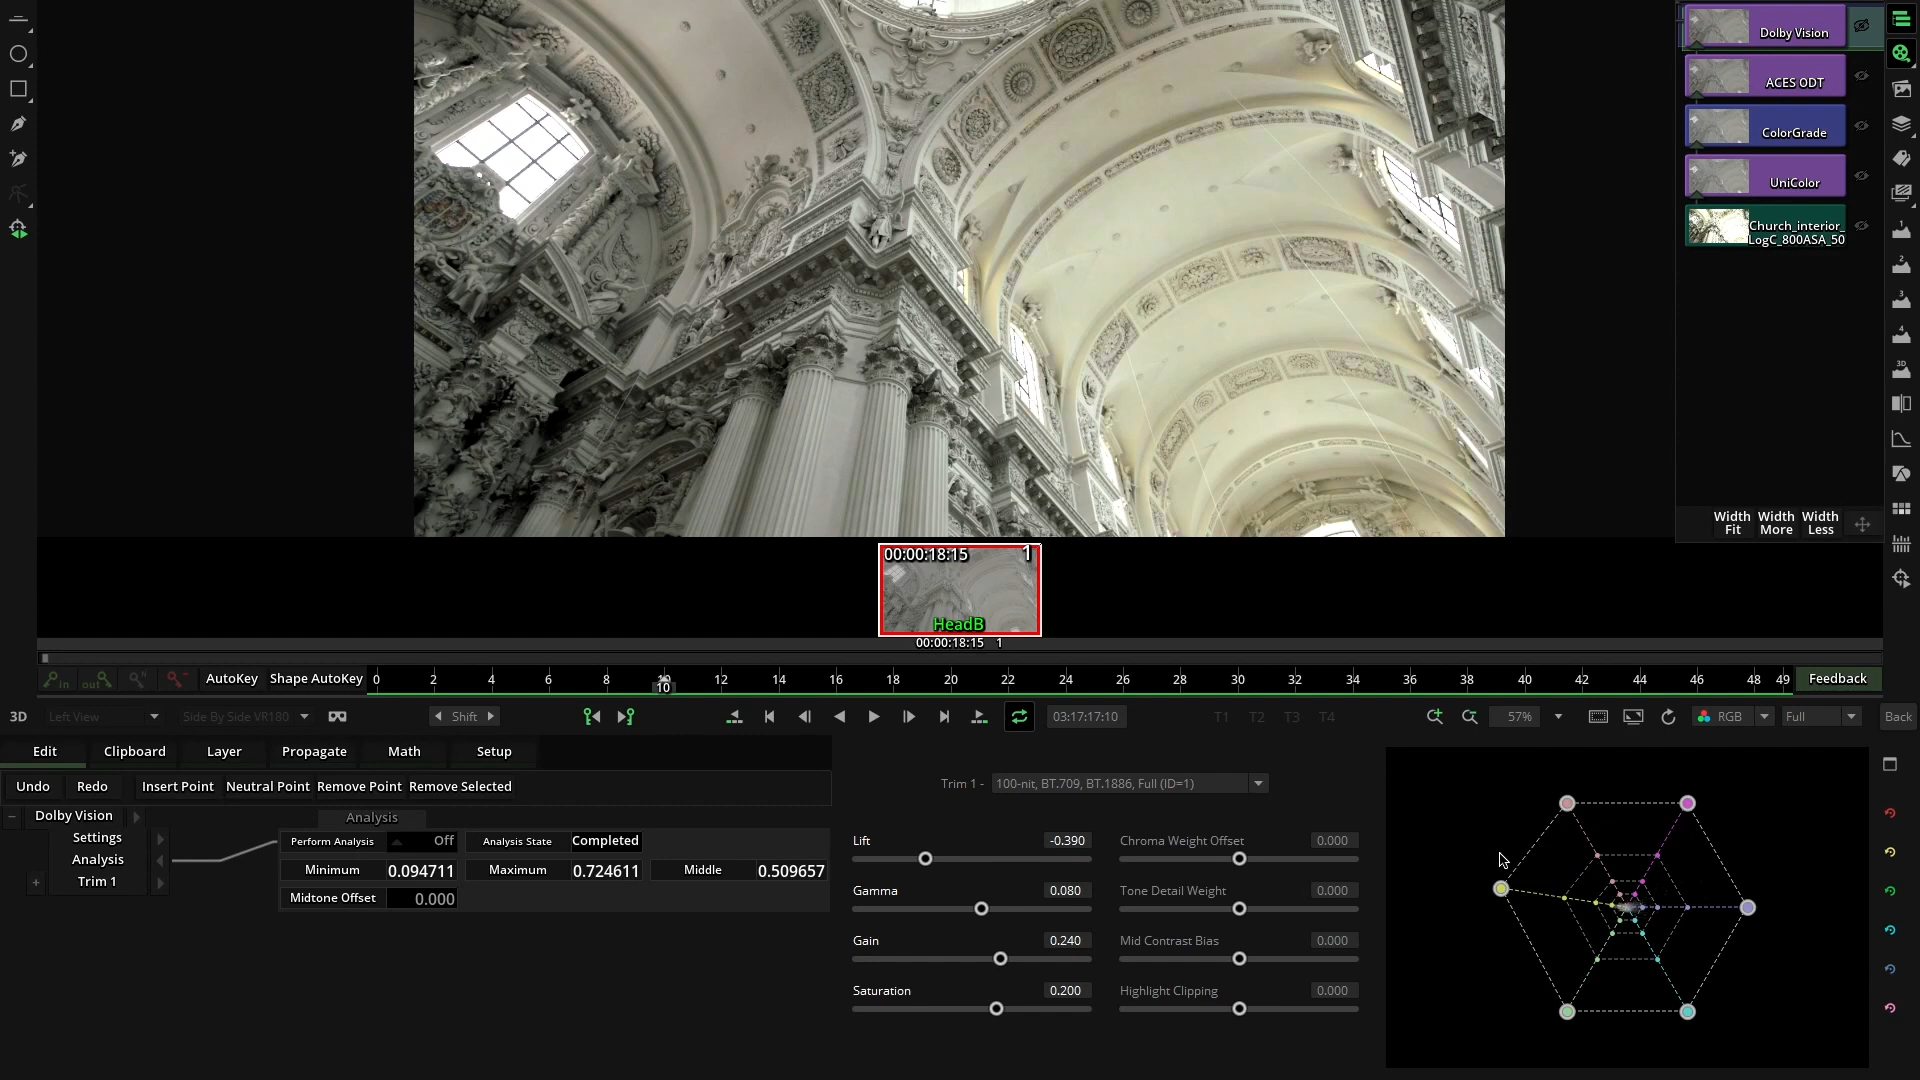 Dolby Vision
ACES ODT
ColorGrade
UniColor
Church_interior_
LogC_800ASA_50
Width Fit
Width More
Width Less
00:00:18:15 1
HeadB
00:00:18:15 1
in out N AutoKey Shape AutoKey 0 2 4 6 8 10 12 14 16 18 20 22 24 26 28 30 32 34 36 38 40 42 44 46 48 49 Feedback
10
3D Left View Side By Side VR180 Shift 03:17:17:10 T1 T2 T3 T4 57% RGB Full Back
Edit Clipboard Layer Propagate Math Setup
Undo Redo Insert Point Neutral Point Remove Point Remove Selected
Dolby Vision
Settings
Analysis
Trim 1
Analysis
Perform Analysis Off Analysis State Completed
Minimum 0.094711 Maximum 0.724611 Middle 0.509657
Midtone Offset 0.000
Trim 1 - 100-nit, BT.709, BT.1886, Full (ID=1)
Lift -0.390 Chroma Weight Offset 0.000
Gamma 0.080 Tone Detail Weight 0.000
Gain 0.240 Mid Contrast Bias 0.000
Saturation 0.200 Highlight Clipping 0.000
1
2
3
4
3D